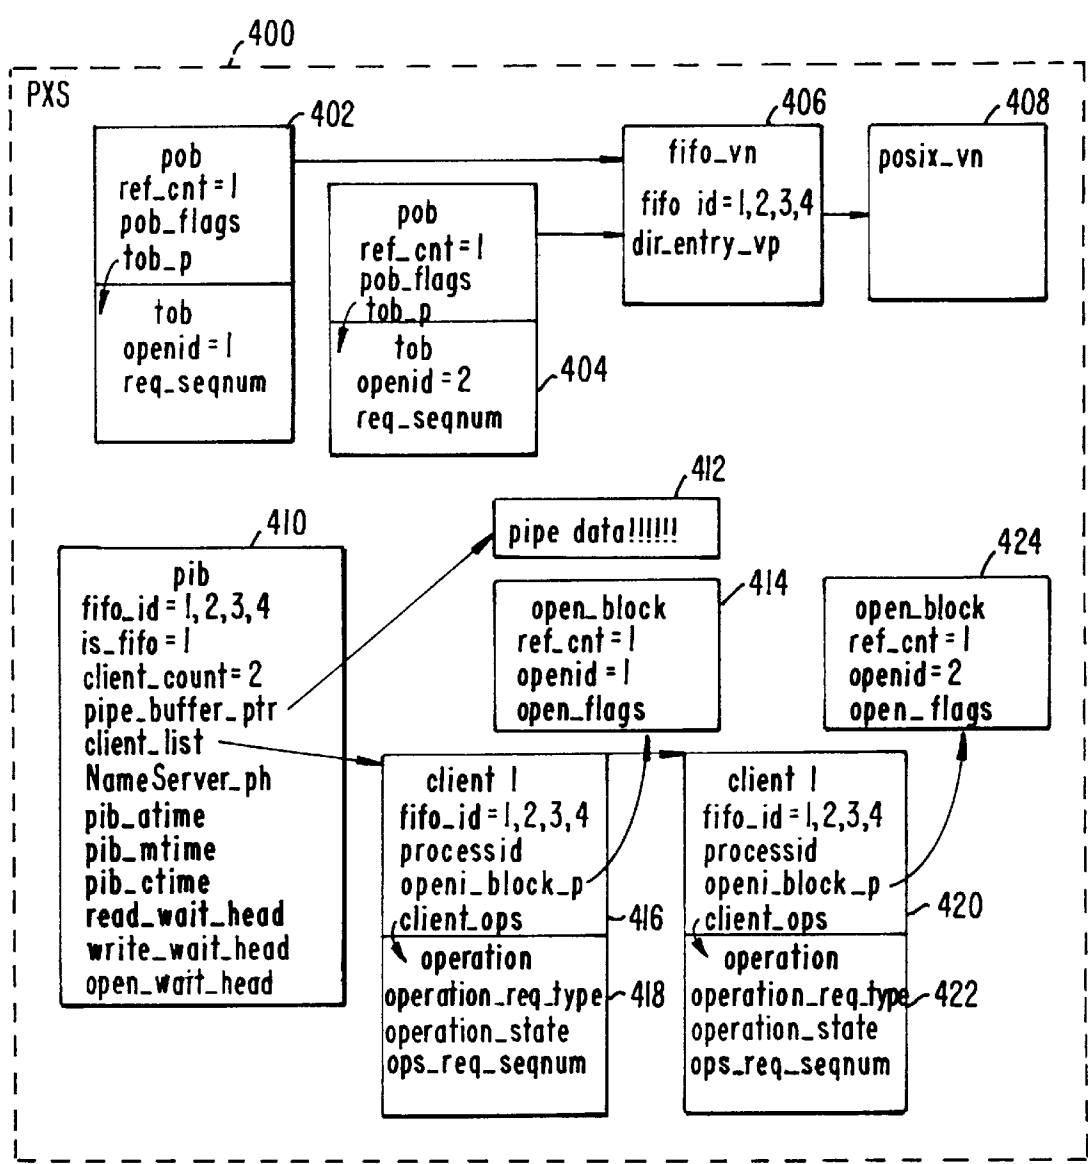 400
PXS
402
pob
ref_cnt=1
pob_flags
tob_p
tob
openid=1
req_seqnum
pob
ref_cnt=1
pob_flags
tob_p
tob
openid=2
req_seqnum
404
406
fifo_vn
fifo id=1,2,3,4
dir_entry_vp
408
posix_vn
410
pib
fifo_id=1,2,3,4
is_fifo=1
client_count=2
pipe_buffer_ptr
client_list
NameServer_ph
pib_atime
pib_mtime
pib_ctime
read_wait_head
write_wait_head
open_wait_head
412
pipe data!!!!!!
414
open_block
ref_cnt=1
openid=1
open_flags
424
open_block
ref_cnt=1
openid=2
open_flags
client 1
fifo_id=1,2,3,4
processid
openi_block_p
client_ops
416
operation
operation_req_type
418
operation_state
ops_req_seqnum
client 1
fifo_id=1,2,3,4
processid
openi_block_p
client_ops
420
operation
operation_req_type
422
operation_state
ops_req_seqnum